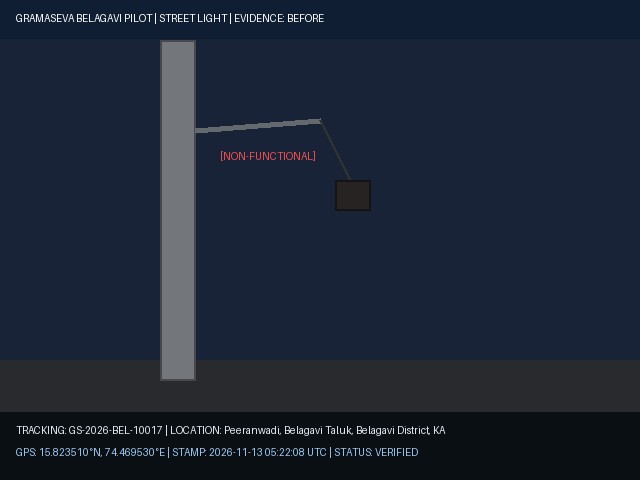 GRAMASEVA BELAGAVI PILOT | STREET LIGHT | EVIDENCE: BEFORE
[NON-FUNCTIONAL]
TRACKING: GS-2026-BEL-10017 | LOCATION: Peeranwadi, Belagavi Taluk, Belagavi District, KA
GPS: 15.823510°N, 74.469530°E | STAMP: 2026-11-13 05:22:08 UTC | STATUS: VERIFIED